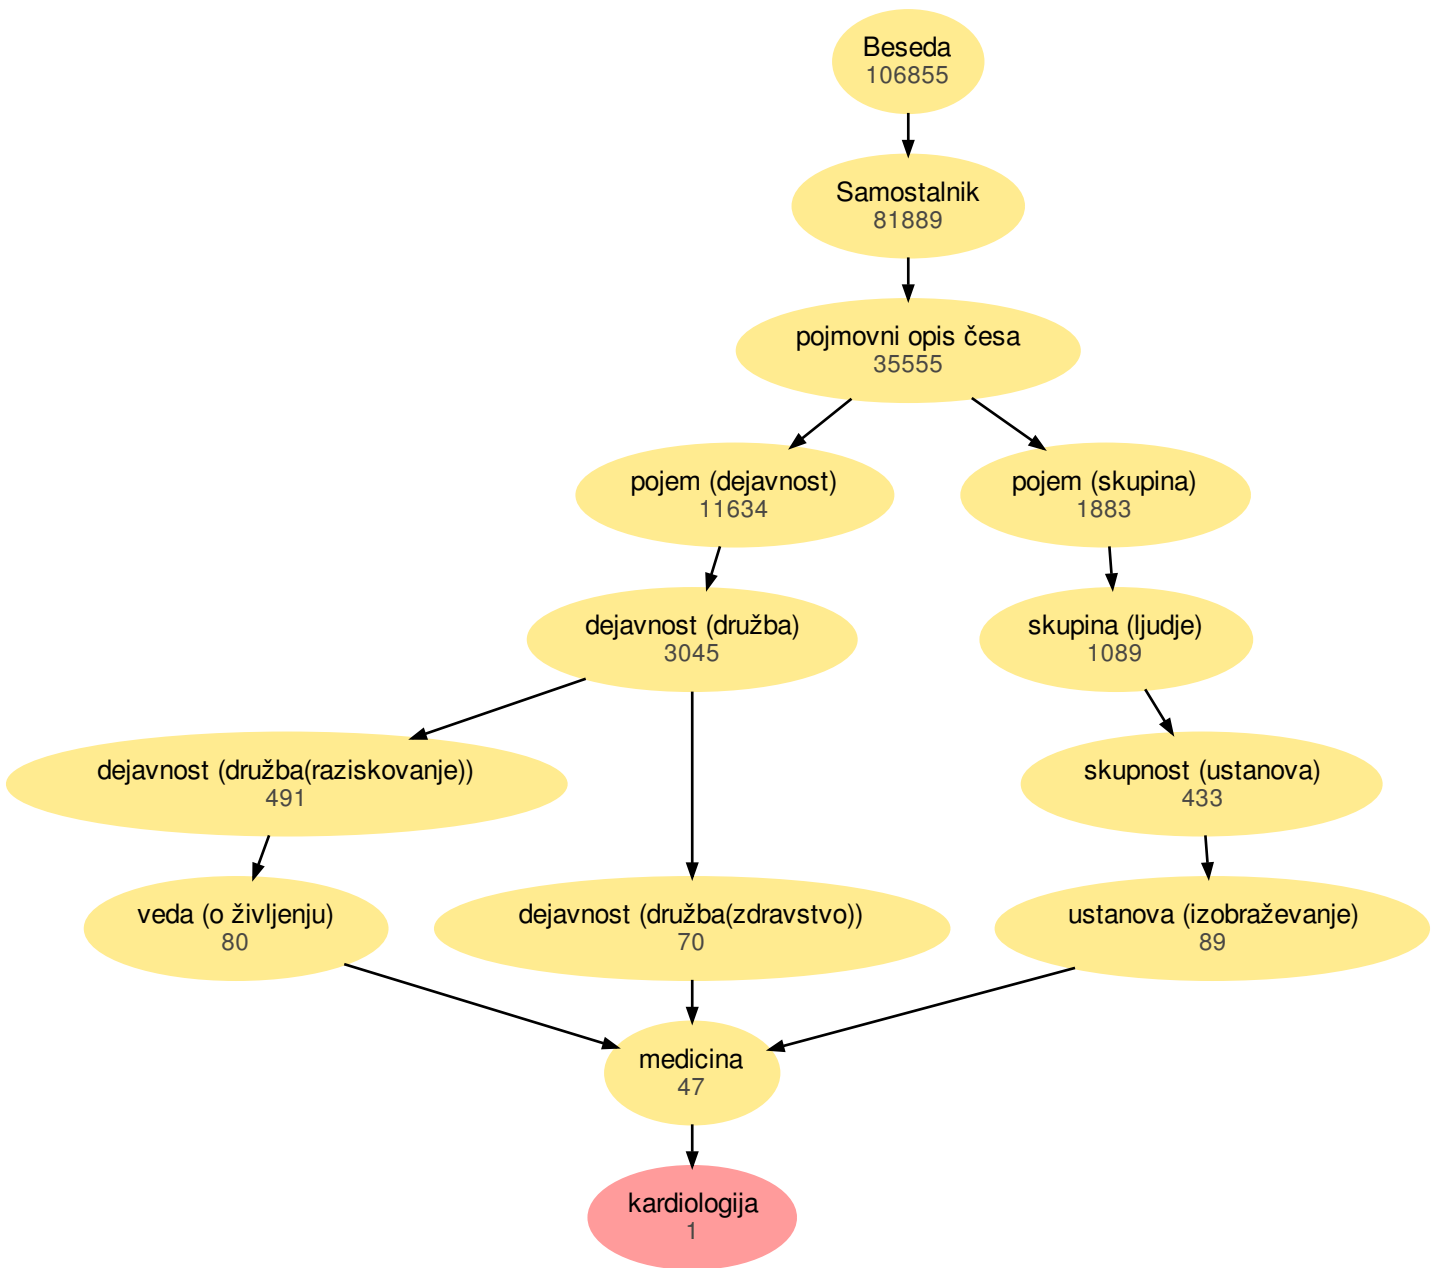 Beseda
106855
Samostalnik
81889
pojmovni opis česa
35555
pojem (dejavnost)
11634
pojem (skupina)
1883
dejavnost (družba)
3045
skupina (ljudje)
1089
dejavnost (družba(raziskovanje))
491
skupnost (ustanova)
433
veda (o življenju)
80
dejavnost (družba(zdravstvo))
70
ustanova (izobraževanje)
89
medicina
47
kardiologija
1